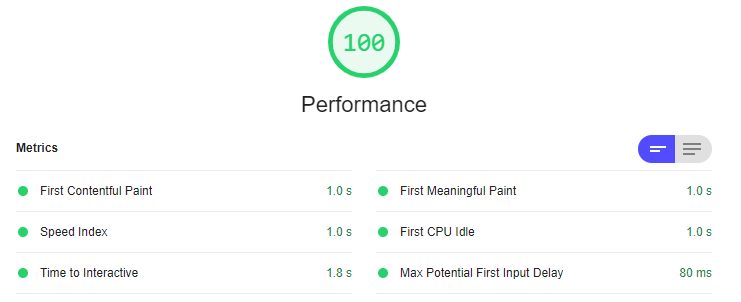 100
Performance
Metrics
First Contentful Paint 1.0 s
First Meaningful Paint 1.0 s
Speed Index 1.0 s
First CPU Idle 1.0 s
Time to Interactive 1.8 s
Max Potential First Input Delay 80 ms